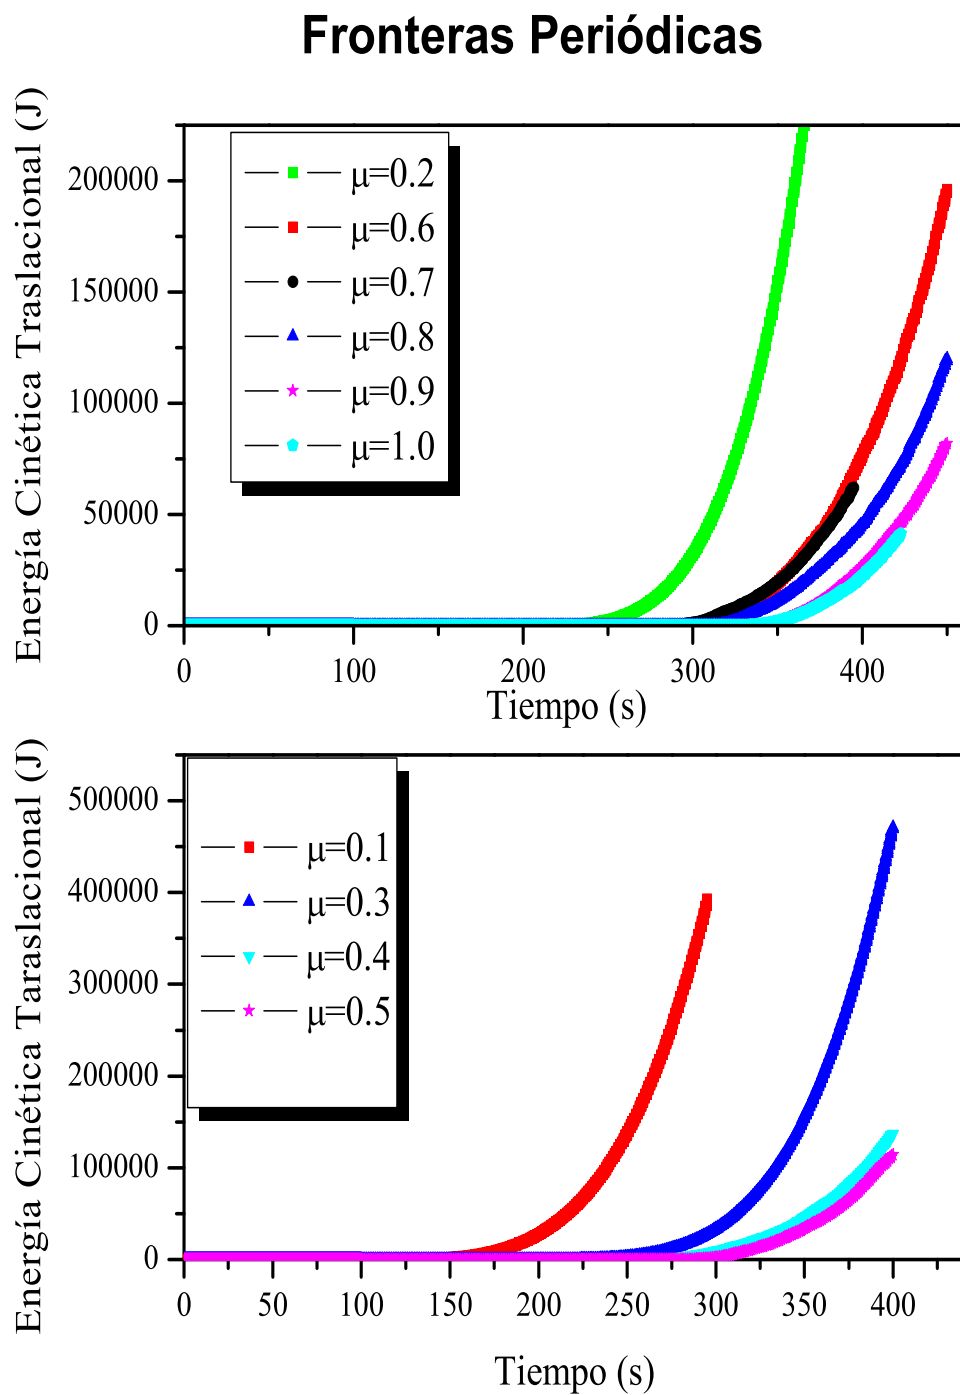 Fronteras Periódicas
Energía Cinética Traslacional (J)
200000
150000
100000
50000
0
μ=0.2
μ=0.6
μ=0.7
μ=0.8
μ=0.9
μ=1.0
0 100 200 300 400
Tiempo (s)
Energía Cinética Taraslacional (J)
500000
400000
300000
200000
100000
0
μ=0.1
μ=0.3
μ=0.4
μ=0.5
0 50 100 150 200 250 300 350 400
Tiempo (s)